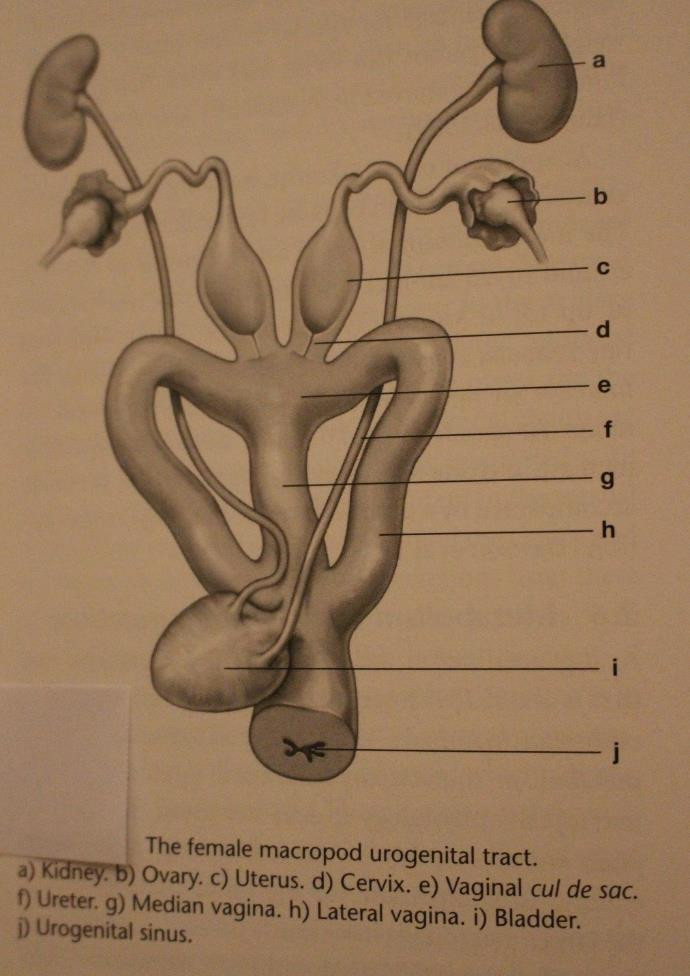 a
b
c
d
e
f
g
h
i
j
The female macropod urogenital tract.
a) Kidney. b) Ovary. c) Uterus. d) Cervix. e) Vaginal cul de sac.
f) Ureter. g) Median vagina. h) Lateral vagina. i) Bladder.
j) Urogenital sinus.